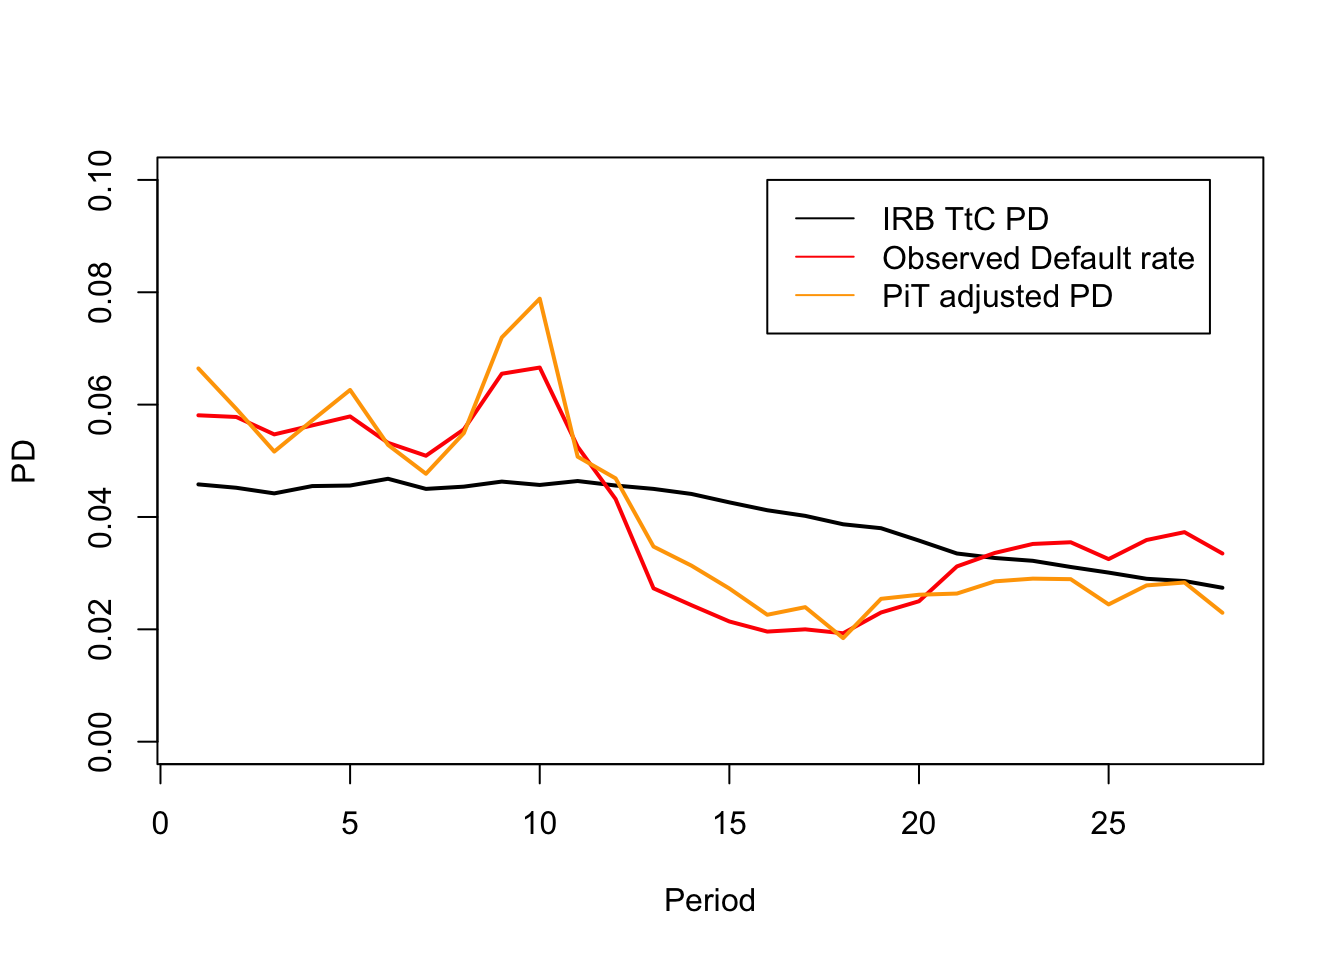 IRB TtC PD
Observed Default rate
PiT adjusted PD
PD
0.10
0.08
0.06
0.04
0.02
0.00
0 5 10 15 20 25
Period